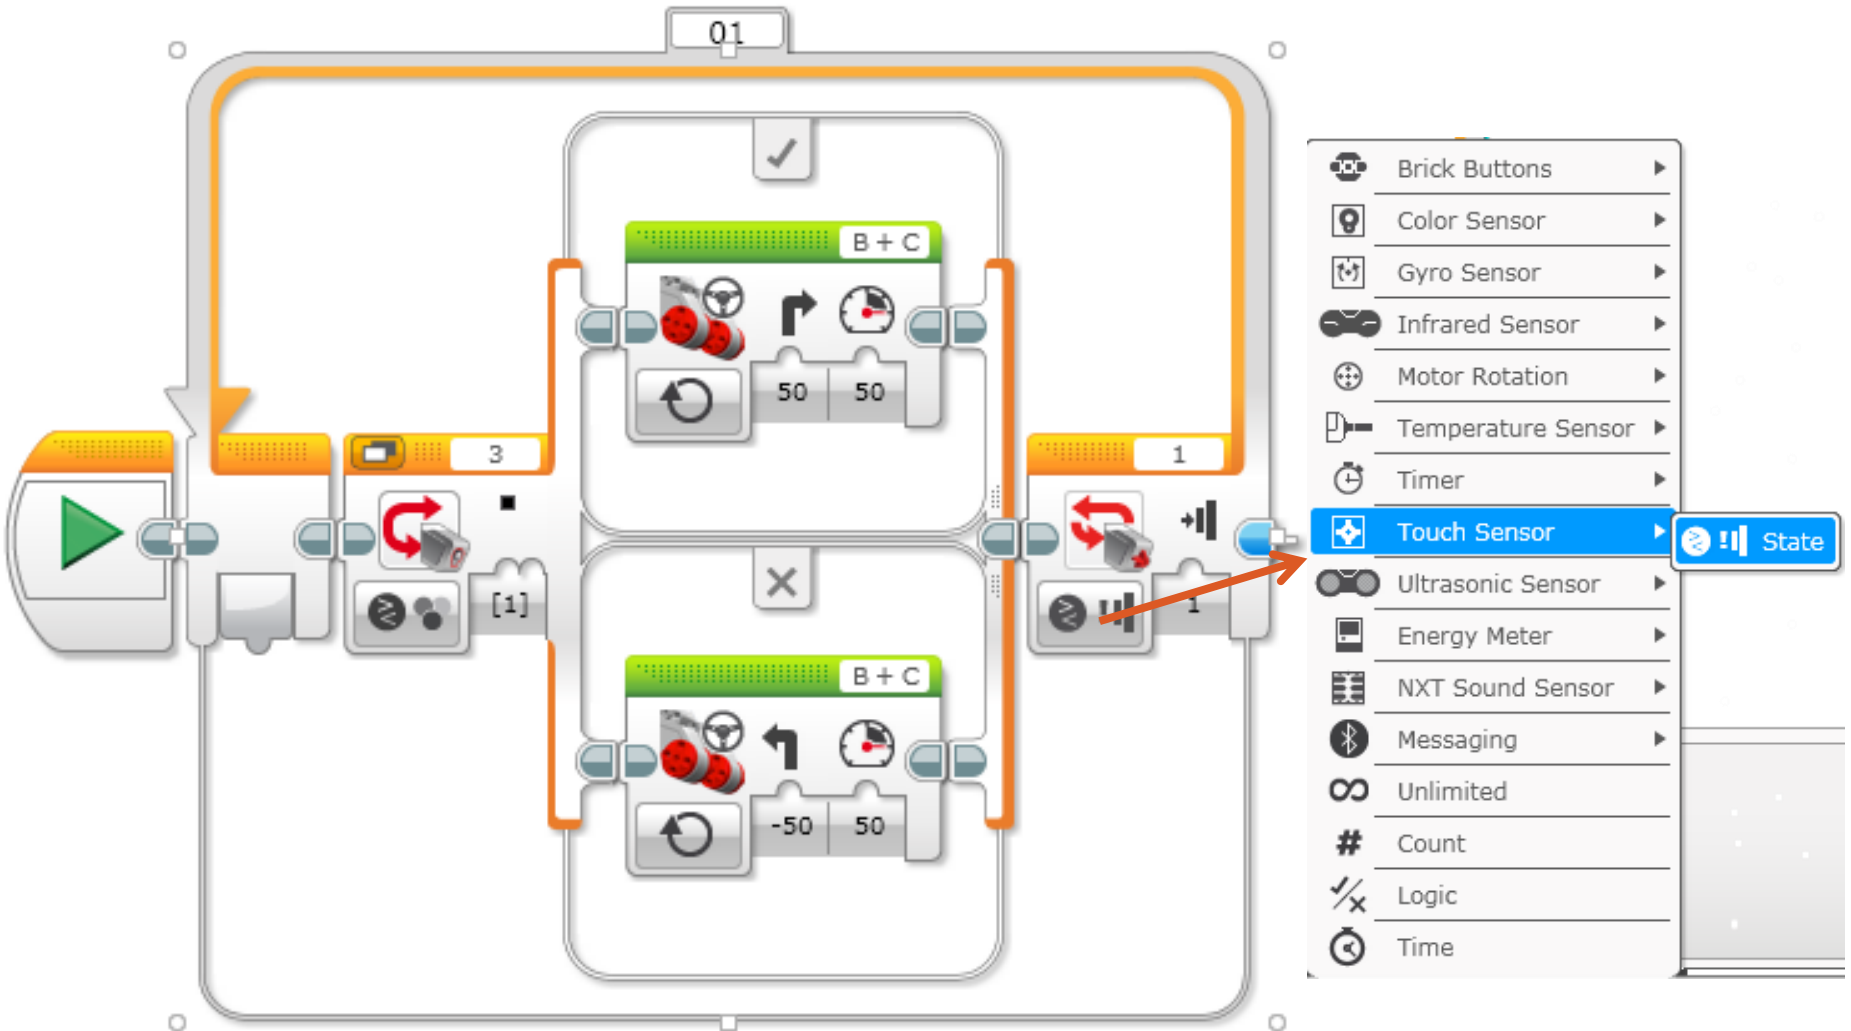 01
B + C
50 50
3
[1]
B + C
-50 50
1
1
Brick Buttons
Color Sensor
Gyro Sensor
Infrared Sensor
Motor Rotation
Temperature Sensor
Timer
Touch Sensor
State
Ultrasonic Sensor
Energy Meter
NXT Sound Sensor
Messaging
Unlimited
# Count
Logic
Time